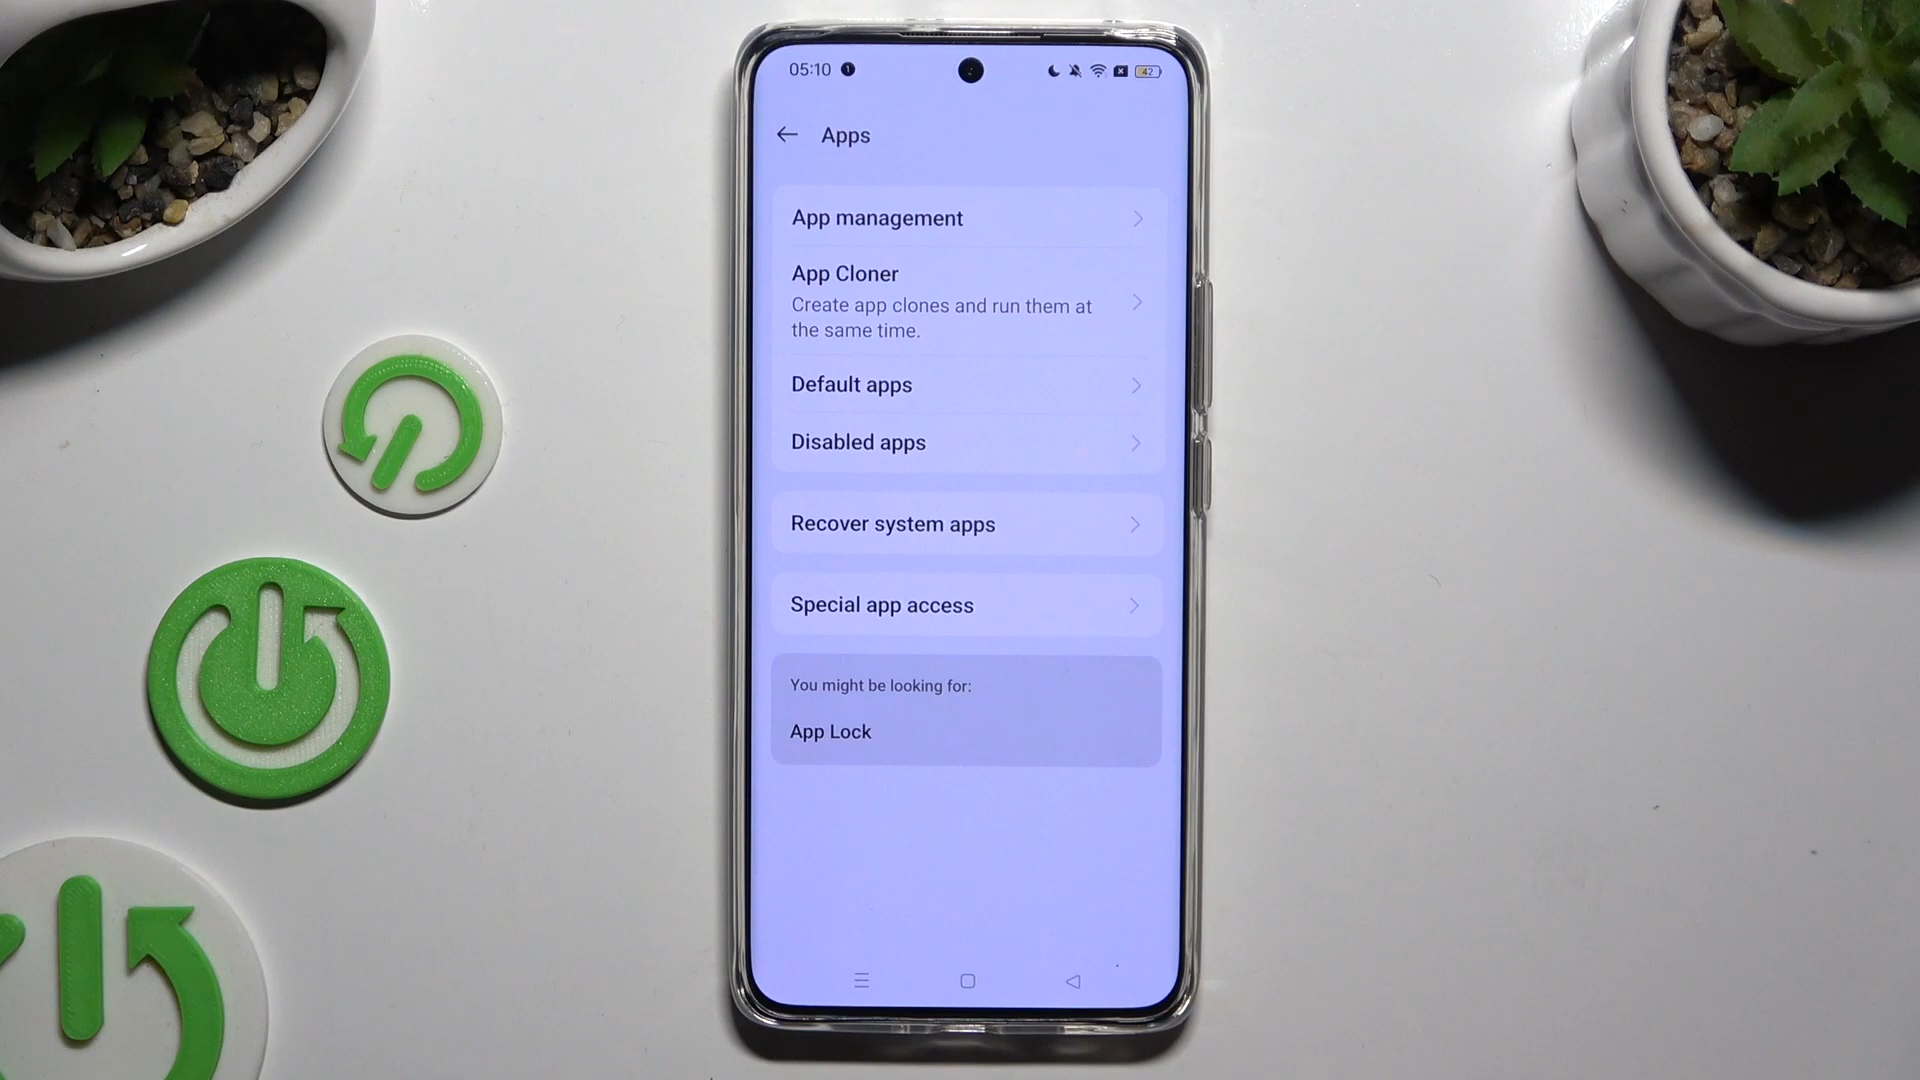 05:10
42
Apps
App management
App Cloner
Create app clones and run them at
the same time.
Default apps
Disabled apps
Recover system apps
Special app access
You might be looking for:
App Lock